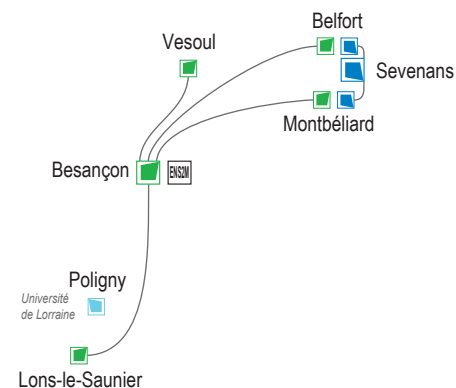 Belfort
Vesoul
Sevenans
Montbéliard
Besançon
ENS2M
Poligny
Université
de Lorraine
Lons-le-Saunier